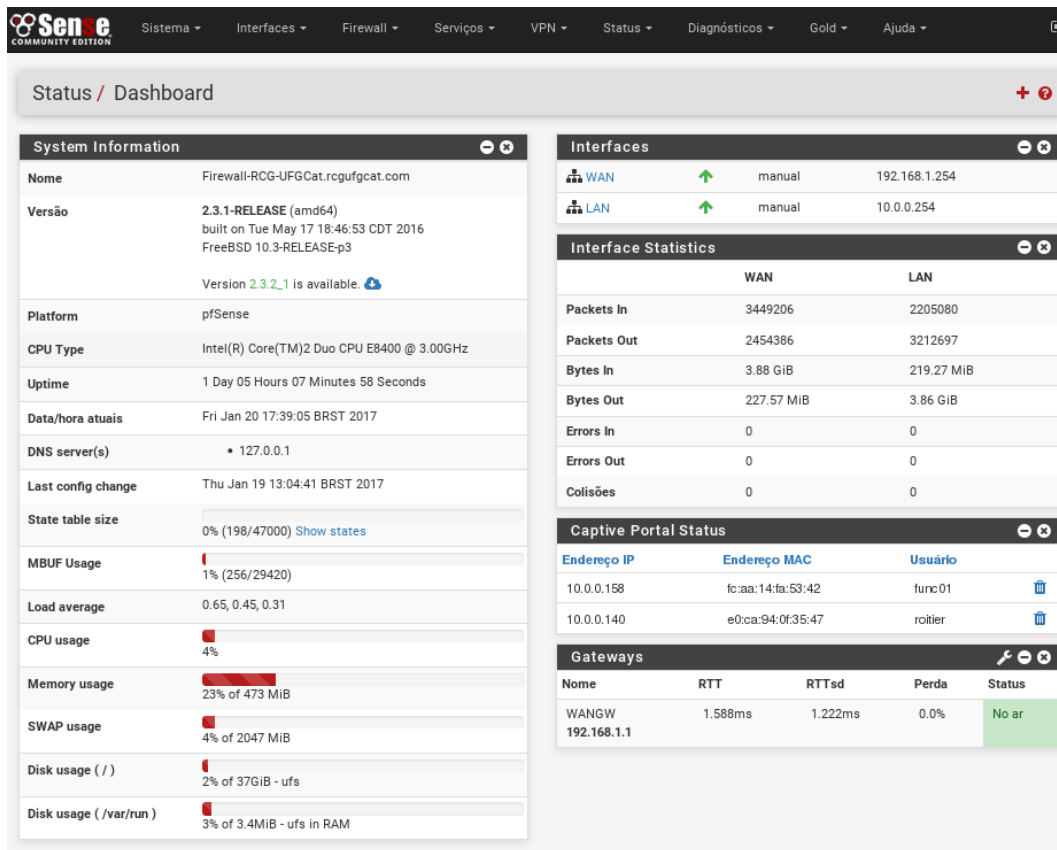 Sense
COMMUNITY EDITION
Sistema Interfaces Firewall Serviços VPN Status Diagnósticos Gold Ajuda
Status / Dashboard
System Information
Nome Firewall-RCG-UFGCat.rcgufgcat.com
Versão 2.3.1-RELEASE (amd64)
built on Tue May 17 18:46:53 CDT 2016
FreeBSD 10.3-RELEASE-p3
Version 2.3.2_1 is available.
Platform pfSense
CPU Type Intel(R) Core(TM)2 Duo CPU E8400 @ 3.00GHz
Uptime 1 Day 05 Hours 07 Minutes 58 Seconds
Data/hora atuais Fri Jan 20 17:39:05 BRST 2017
DNS server(s) • 127.0.0.1
Last config change Thu Jan 19 13:04:41 BRST 2017
State table size
0% (198/47000) Show states
MBUF Usage
1% (256/29420)
Load average 0.65, 0.45, 0.31
CPU usage
4%
Memory usage
23% of 473 MiB
SWAP usage
4% of 2047 MiB
Disk usage ( / )
2% of 37GiB - ufs
Disk usage ( /var/run )
3% of 3.4MiB - ufs in RAM
Interfaces
WAN manual 192.168.1.254
LAN manual 10.0.0.254
Interface Statistics
WAN LAN
Packets In 3449206 2205080
Packets Out 2454386 3212697
Bytes In 3.88 GiB 219.27 MiB
Bytes Out 227.57 MiB 3.86 GiB
Errors In 0 0
Errors Out 0 0
Colisões 0 0
Captive Portal Status
Endereço IP Endereço MAC Usuário
10.0.0.158 fc:aa:14:fa:53:42 func01
10.0.0.140 e0:ca:94:0f:35:47 roitier
Gateways
Nome RTT RTTsd Perda Status
WANGW 1.588ms 1.222ms 0.0% No ar
192.168.1.1